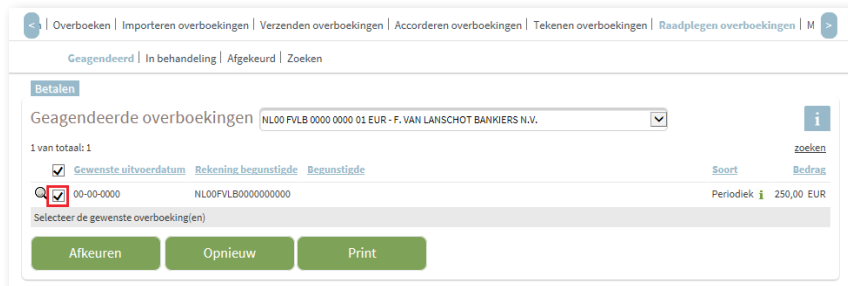 < | Overboeken | Importeren overboekingen | Verzenden overboekingen | Accorderen overboekingen | Tekenen overboekingen | Raadplegen overboekingen | M >
Geagendeerd | In behandeling | Afgekeurd | Zoeken
Betalen
Geagendeerde overboekingen NL00 FVLB 0000 0000 01 EUR - F. VAN LANSCHOT BANKIERS N.V. i
1 van totaal: 1 zoeken
Gewenste uitvoerdatum Rekening begunstigde Begunstigde Soort Bedrag
00-00-0000 NL00FVLB0000000000 Periodiek i 250,00 EUR
Selecteer de gewenste overboeking(en)
Afkeuren Opnieuw Print